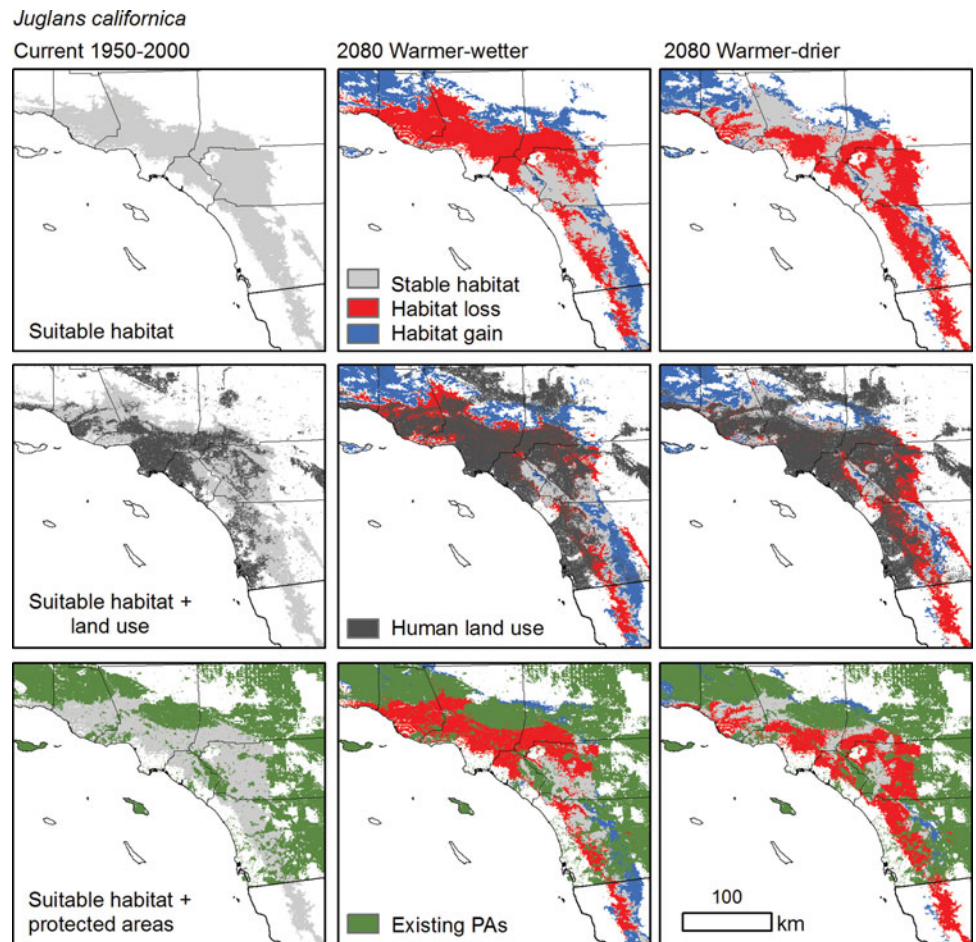 Juglans californica
Current 1950-2000
2080 Warmer-wetter
2080 Warmer-drier
Suitable habitat
Stable habitat
Habitat loss
Habitat gain
Suitable habitat +
land use
Human land use
Suitable habitat +
protected areas
Existing PAs
100
km